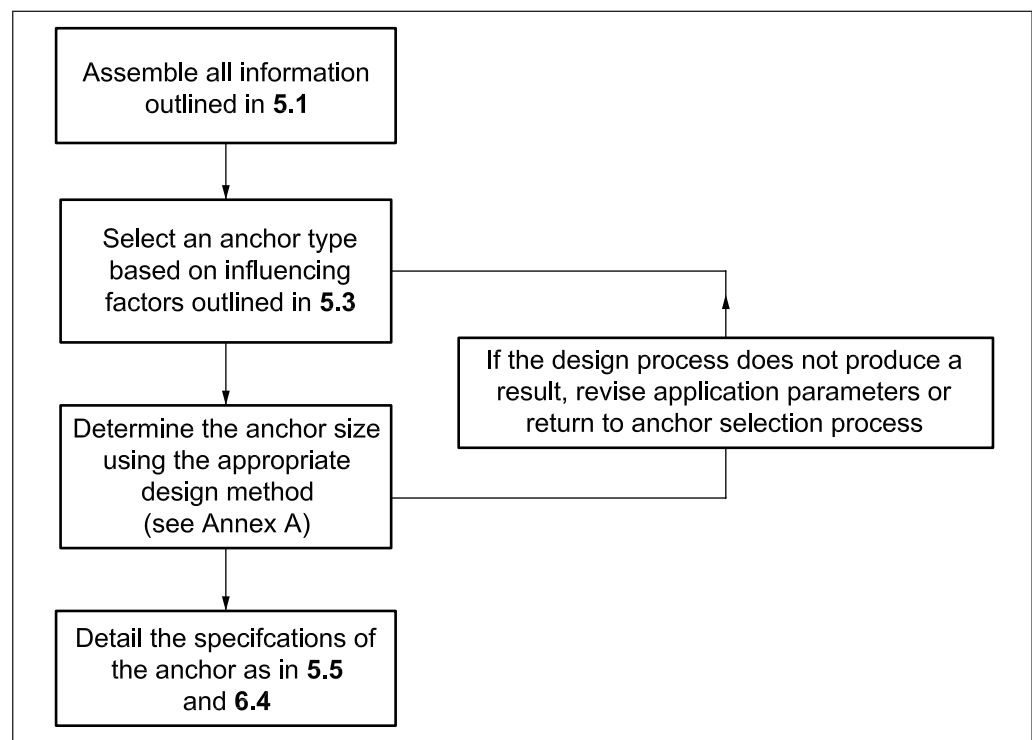 Assemble all information
outlined in 5.1
Select an anchor type
based on influencing
factors outlined in 5.3
If the design process does not produce a
result, revise application parameters or
return to anchor selection process
Determine the anchor size
using the appropriate
design method
(see Annex A)
Detail the specifcations of
the anchor as in 5.5
and 6.4